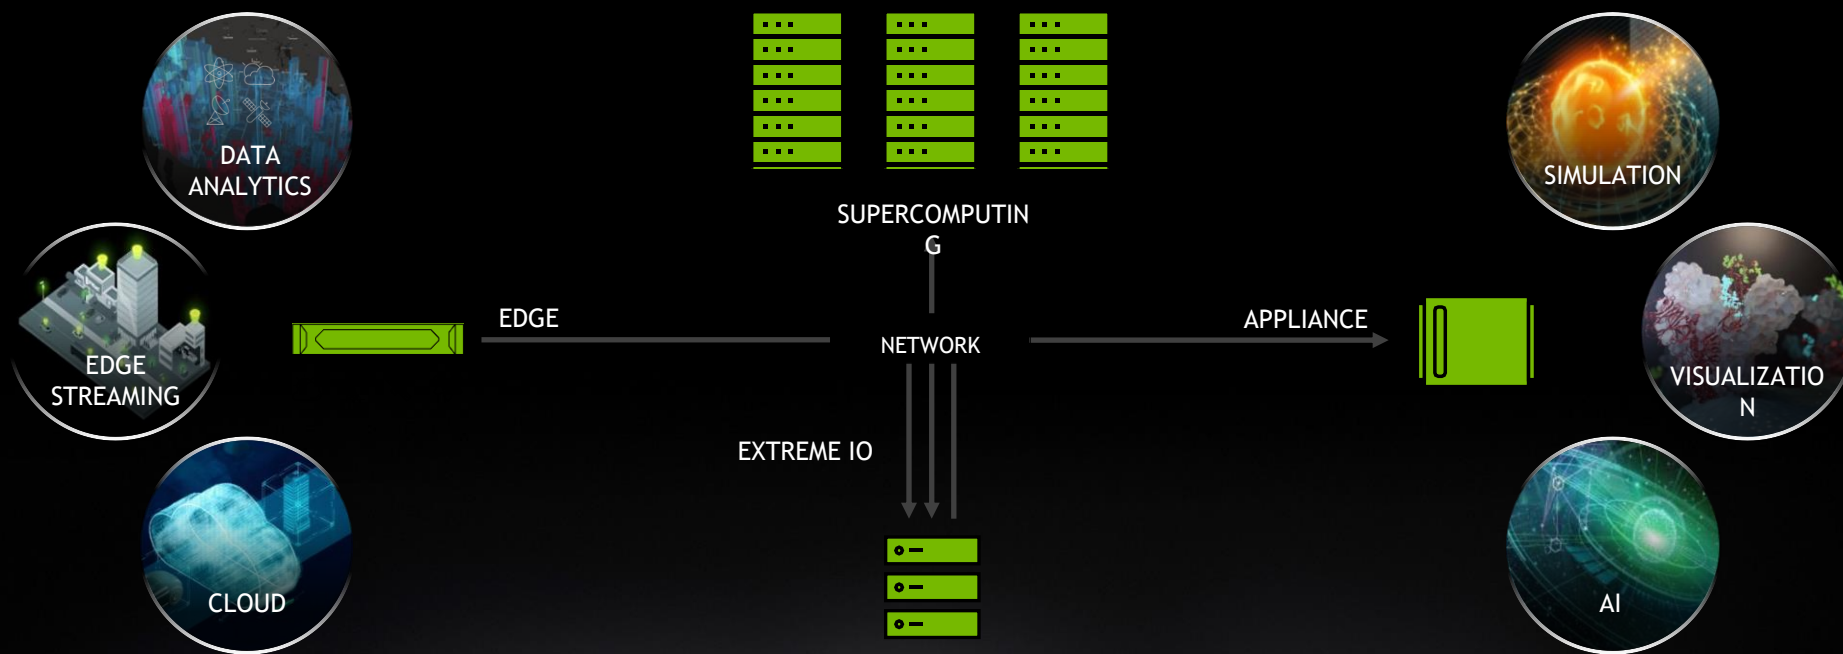 DATA
ANALYTICS
SUPERCOMPUTIN
G
SIMULATION
EDGE
STREAMING
EDGE
NETWORK
APPLIANCE
VISUALIZATIO
N
EXTREME IO
CLOUD
AI